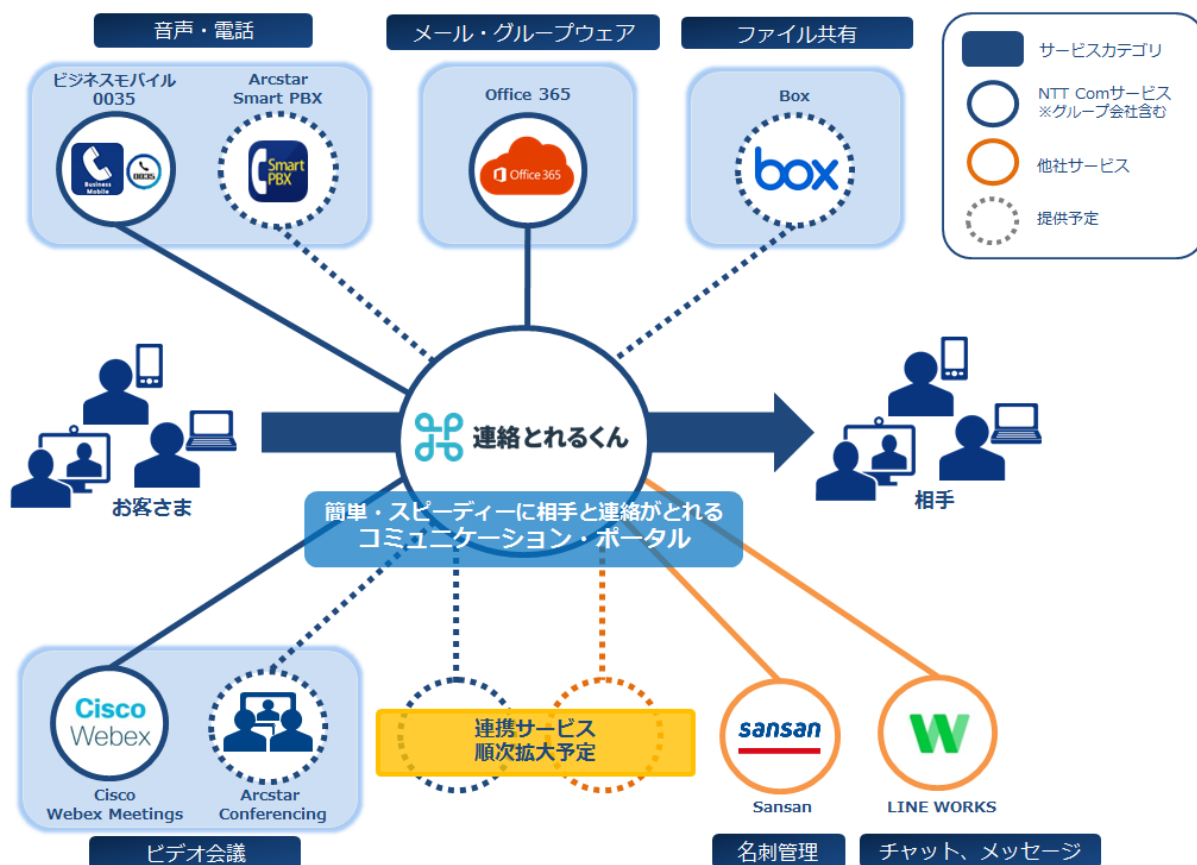 音声・電話
メール・グループウェア
ファイル共有
サービスカテゴリ
NTT Comサービス
※グループ会社含む
他社サービス
提供予定
ビジネスモバイル
0035
Business
Mobile
0035
Arcstar
Smart PBX
Smart
PBX
Office 365
Office 365
Box
box
お客さま
連絡とれるくん
相手
簡単・スピーディーに相手と連絡がとれる
コミュニケーション・ポータル
Cisco
Webex
Cisco
Webex Meetings
Arcstar
Conferencing
ビデオ会議
連携サービス
順次拡大予定
sansan
Sansan
名刺管理
W
LINE WORKS
チャット、メッセージ